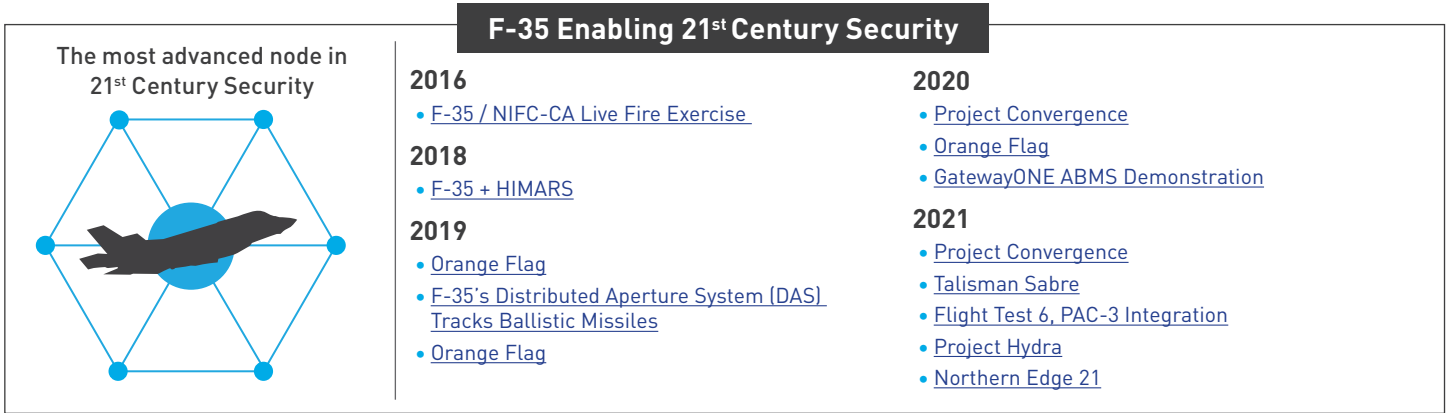 F-35 Enabling 21st Century Security
The most advanced node in
21st Century Security
2016
• F-35 / NIFC-CA Live Fire Exercise
2018
• F-35 + HIMARS
2019
• Orange Flag
• F-35's Distributed Aperture System (DAS)
Tracks Ballistic Missiles
• Orange Flag
2020
• Project Convergence
• Orange Flag
• GatewayONE ABMS Demonstration
2021
• Project Convergence
• Talisman Sabre
• Flight Test 6, PAC-3 Integration
• Project Hydra
• Northern Edge 21